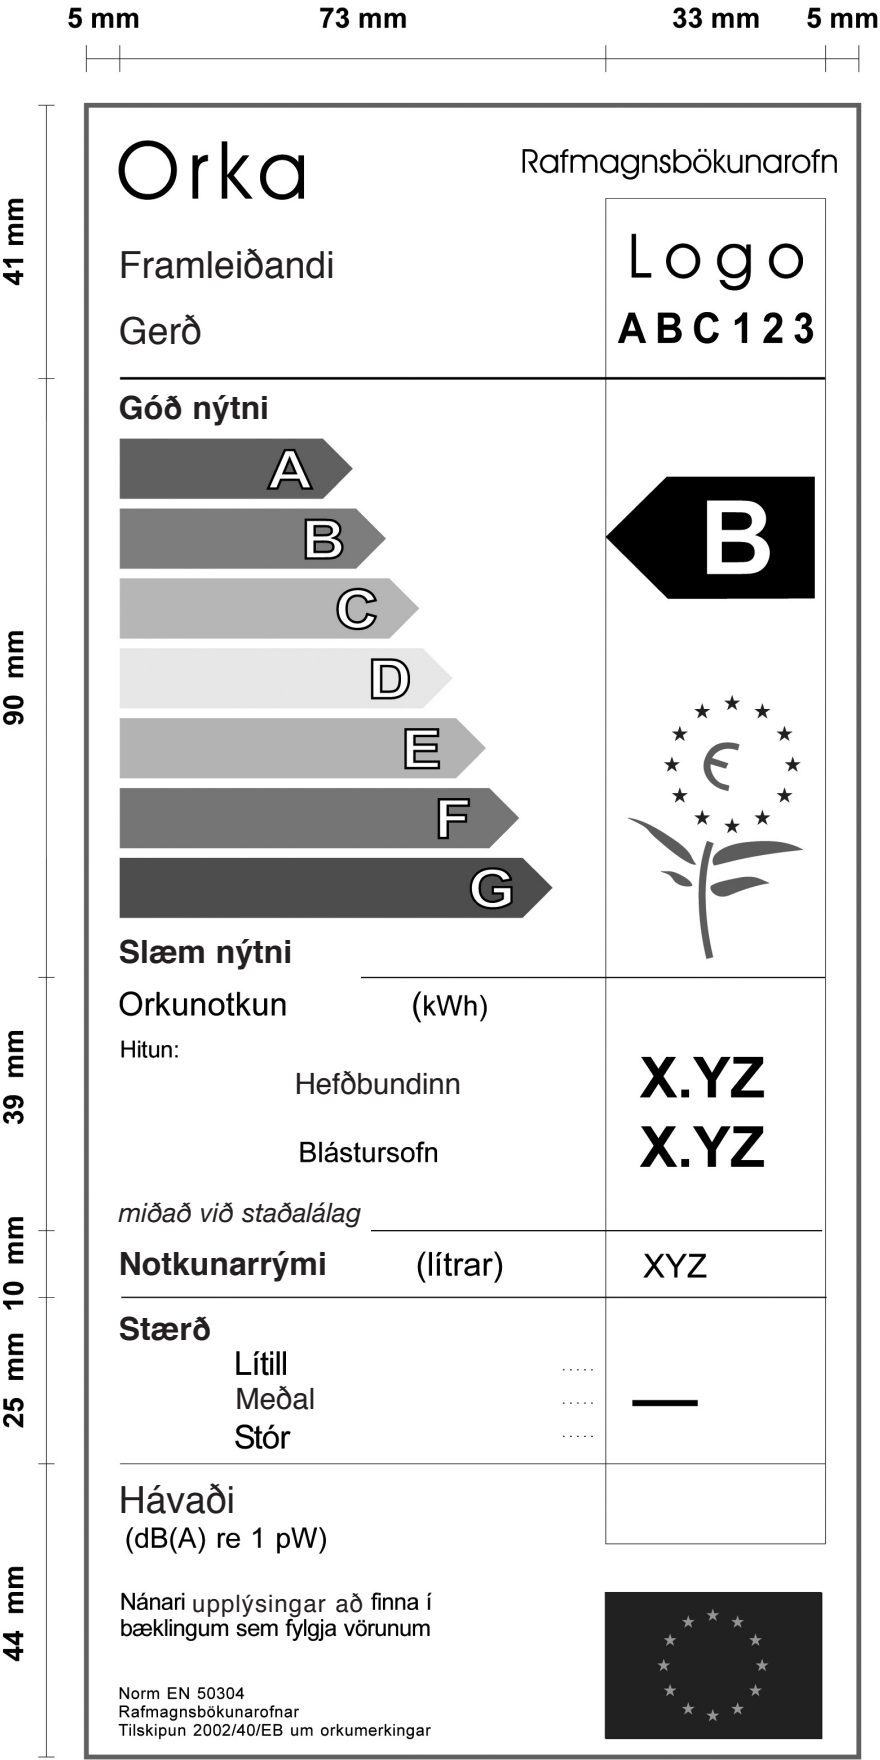 5 mm 73 mm 33 mm 5 mm
41 mm
90 mm
39 mm
10 mm
25 mm
44 mm
Orka
Rafmagnsbökunarofn
Framleiðandi
Logo
Gerð
ABC123
Góð nýtni
A
B
B
C
D
E
F
G
Slæm nýtni
Orkunotkun (kWh)
Hitun:
Hefðbundinn X.YZ
Blástursofn X.YZ
miðað við staðalálag
Notkunarrými (lítrar) XYZ
Stærð
Lítill .....
Meðal .....
Stór .....
Hávaði
(dB(A) re 1 pW)
Nánari upplýsingar að finna í
bæklingum sem fylgja vörunum
Norm EN 50304
Rafmagnsbökunarofnar
Tilskipun 2002/40/EB um orkumerkingar